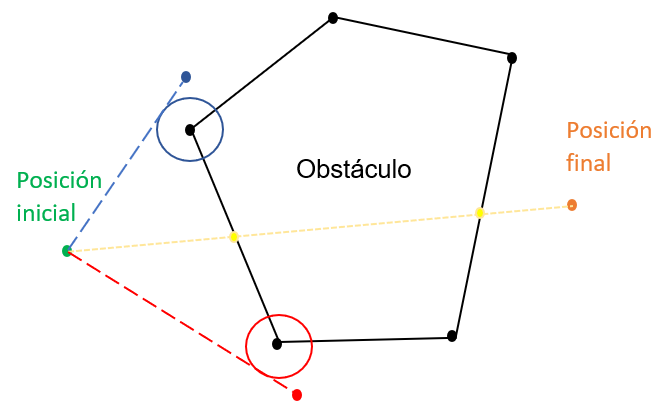 Posición
final
Obstáculo
Posición
inicial